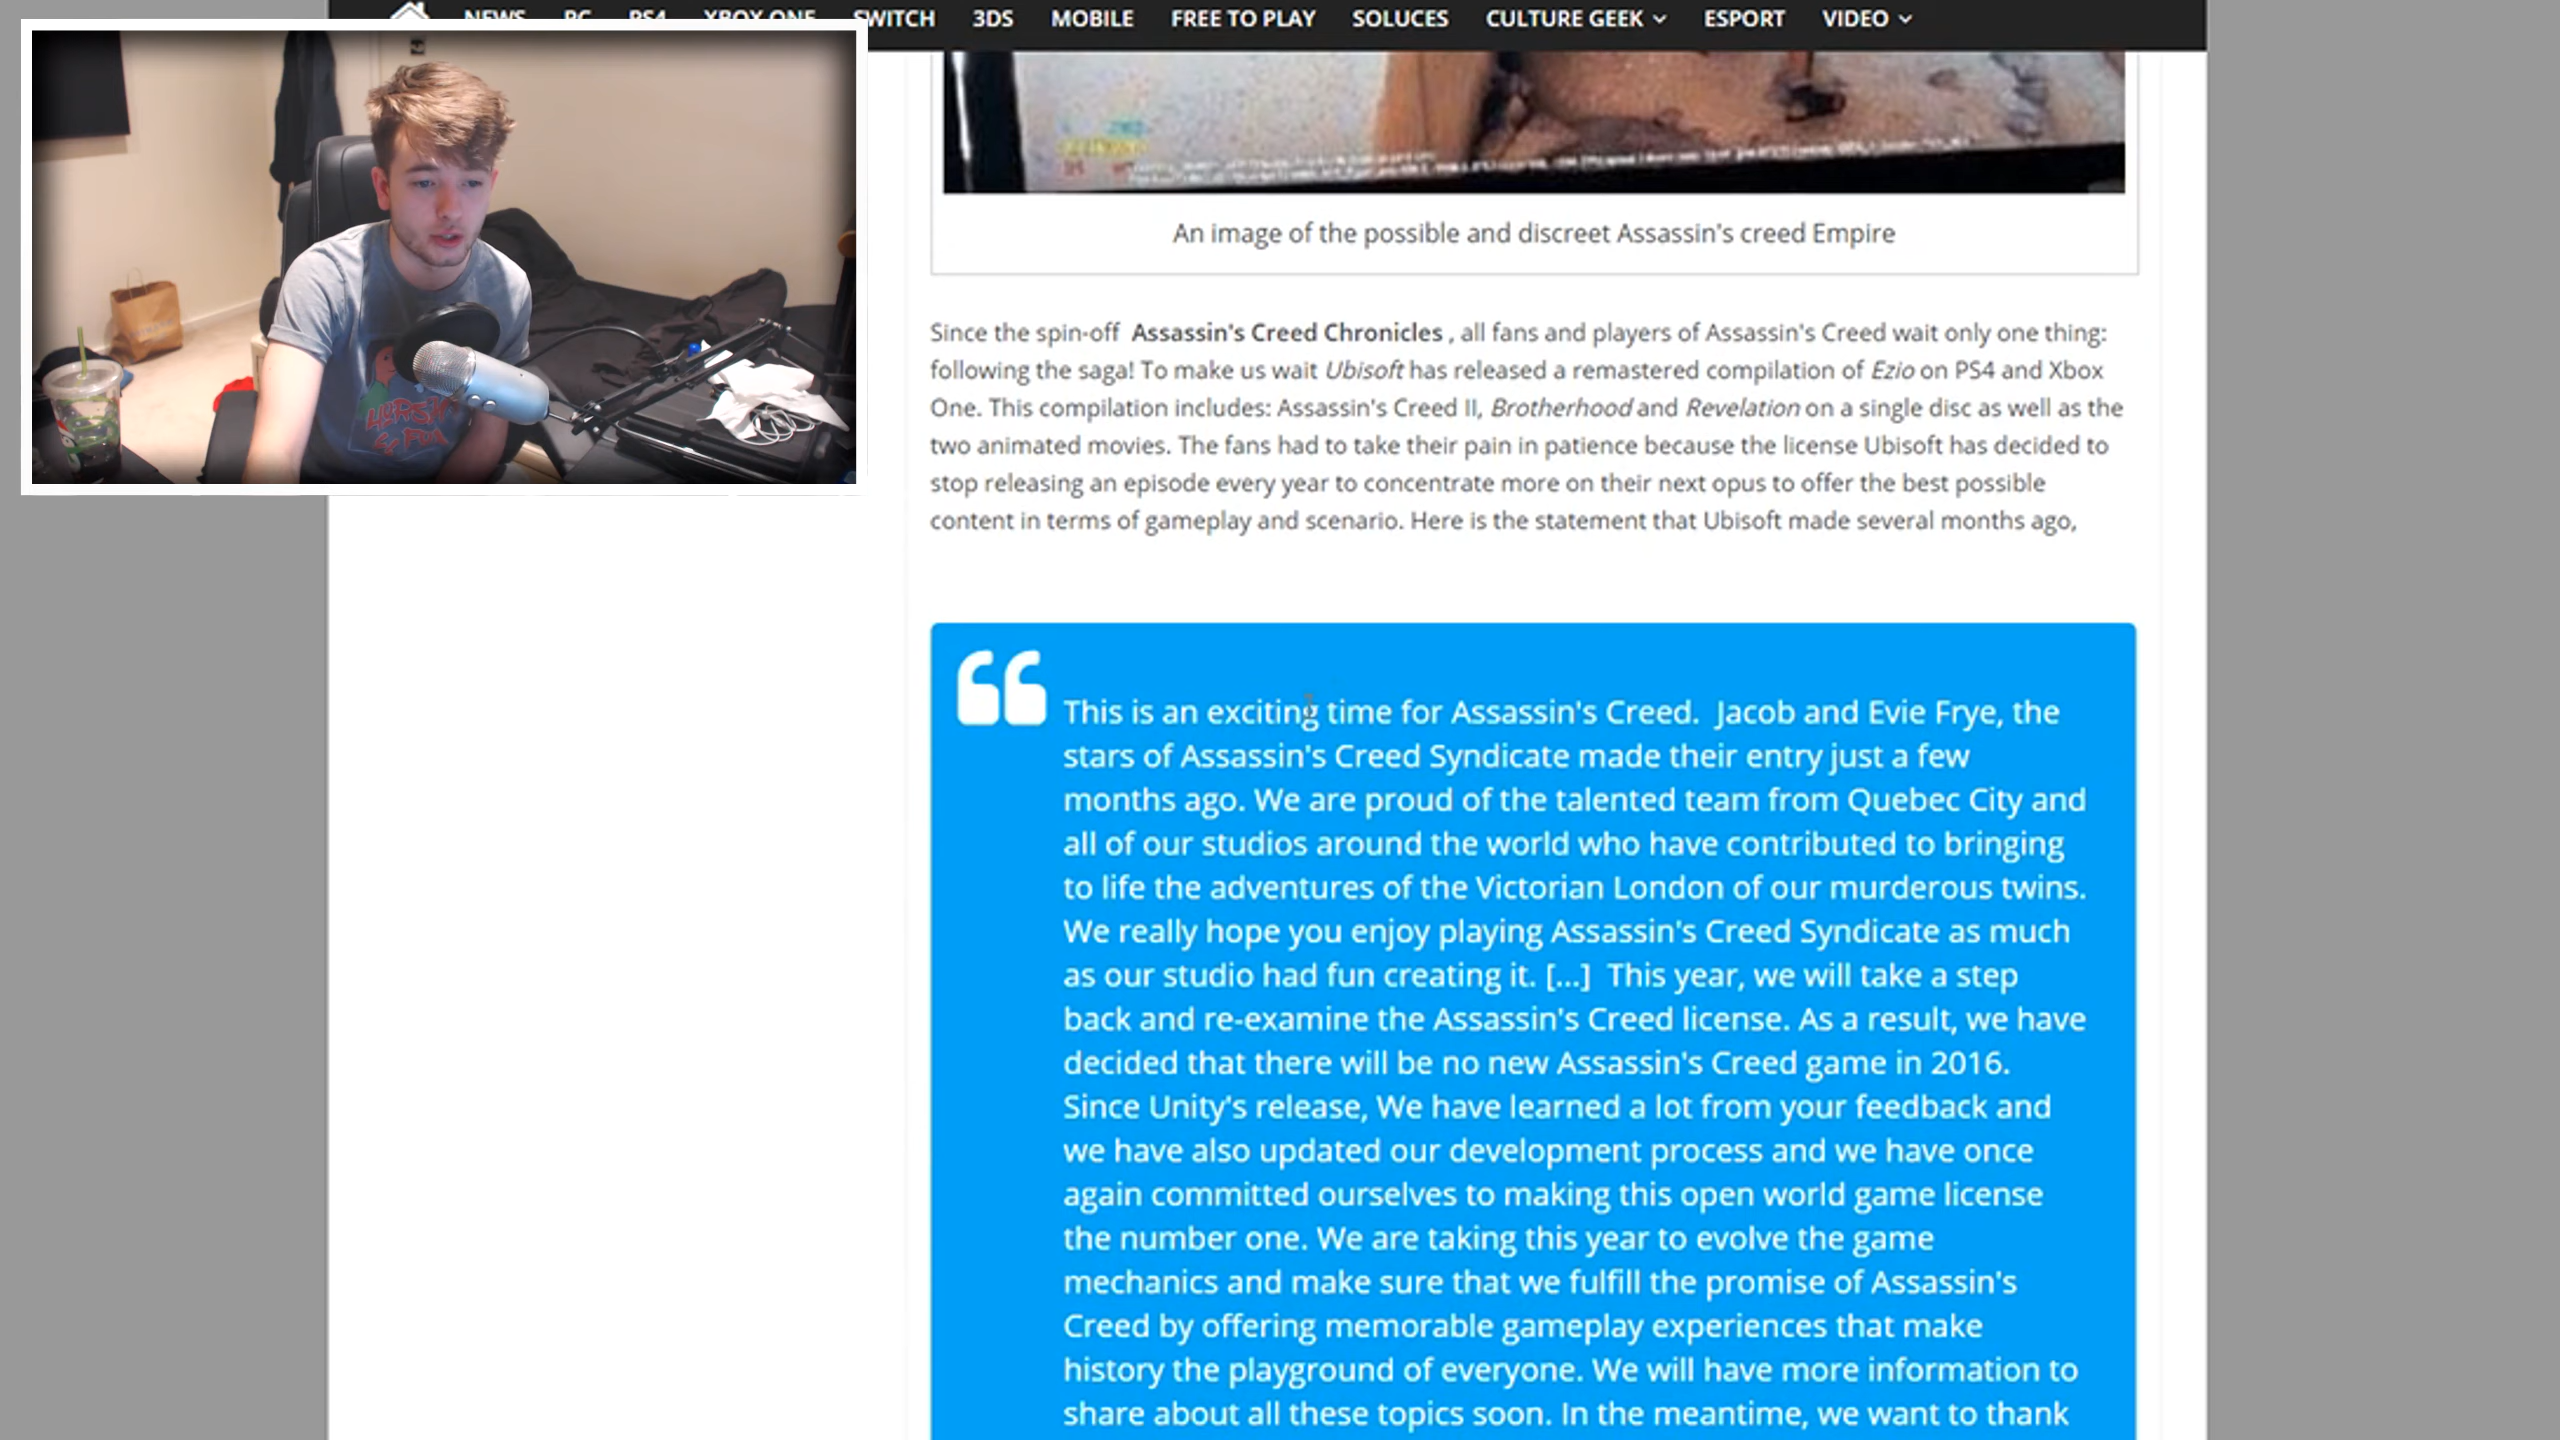 NEWS PC PS4 XBOX ONE SWITCH 3DS MOBILE FREE TO PLAY SOLUCES CULTURE GEEK ESPORT VIDEO
An image of the possible and discreet Assassin's creed Empire
Since the spin-off Assassin's Creed Chronicles , all fans and players of Assassin's Creed wait only one thing:
following the saga! To make us wait Ubisoft has released a remastered compilation of Ezio on PS4 and Xbox
One. This compilation includes: Assassin's Creed II, Brotherhood and Revelation on a single disc as well as the
two animated movies. The fans had to take their pain in patience because the license Ubisoft has decided to
stop releasing an episode every year to concentrate more on their next opus to offer the best possible
content in terms of gameplay and scenario. Here is the statement that Ubisoft made several months ago,
“ This is an exciting time for Assassin's Creed. Jacob and Evie Frye, the
stars of Assassin's Creed Syndicate made their entry just a few
months ago. We are proud of the talented team from Quebec City and
all of our studios around the world who have contributed to bringing
to life the adventures of the Victorian London of our murderous twins.
We really hope you enjoy playing Assassin's Creed Syndicate as much
as our studio had fun creating it. [...] This year, we will take a step
back and re-examine the Assassin's Creed license. As a result, we have
decided that there will be no new Assassin's Creed game in 2016.
Since Unity's release, We have learned a lot from your feedback and
we have also updated our development process and we have once
again committed ourselves to making this open world game license
the number one. We are taking this year to evolve the game
mechanics and make sure that we fulfill the promise of Assassin's
Creed by offering memorable gameplay experiences that make
history the playground of everyone. We will have more information to
share about all these topics soon. In the meantime, we want to thank